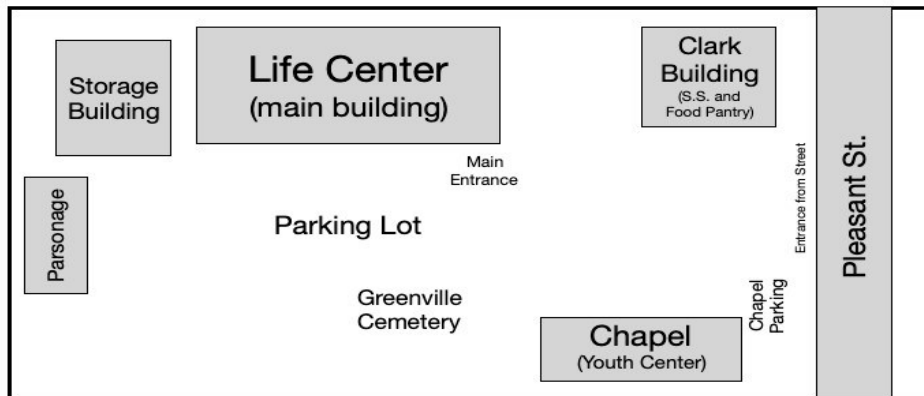 Storage
Building
Life Center
(main building)
Clark
Building
(S.S. and
Food Pantry)
Main
Entrance
Entrance from Street
Pleasant St.
Parsonage
Parking Lot
Greenville
Cemetery
Chapel
Parking
Chapel
(Youth Center)